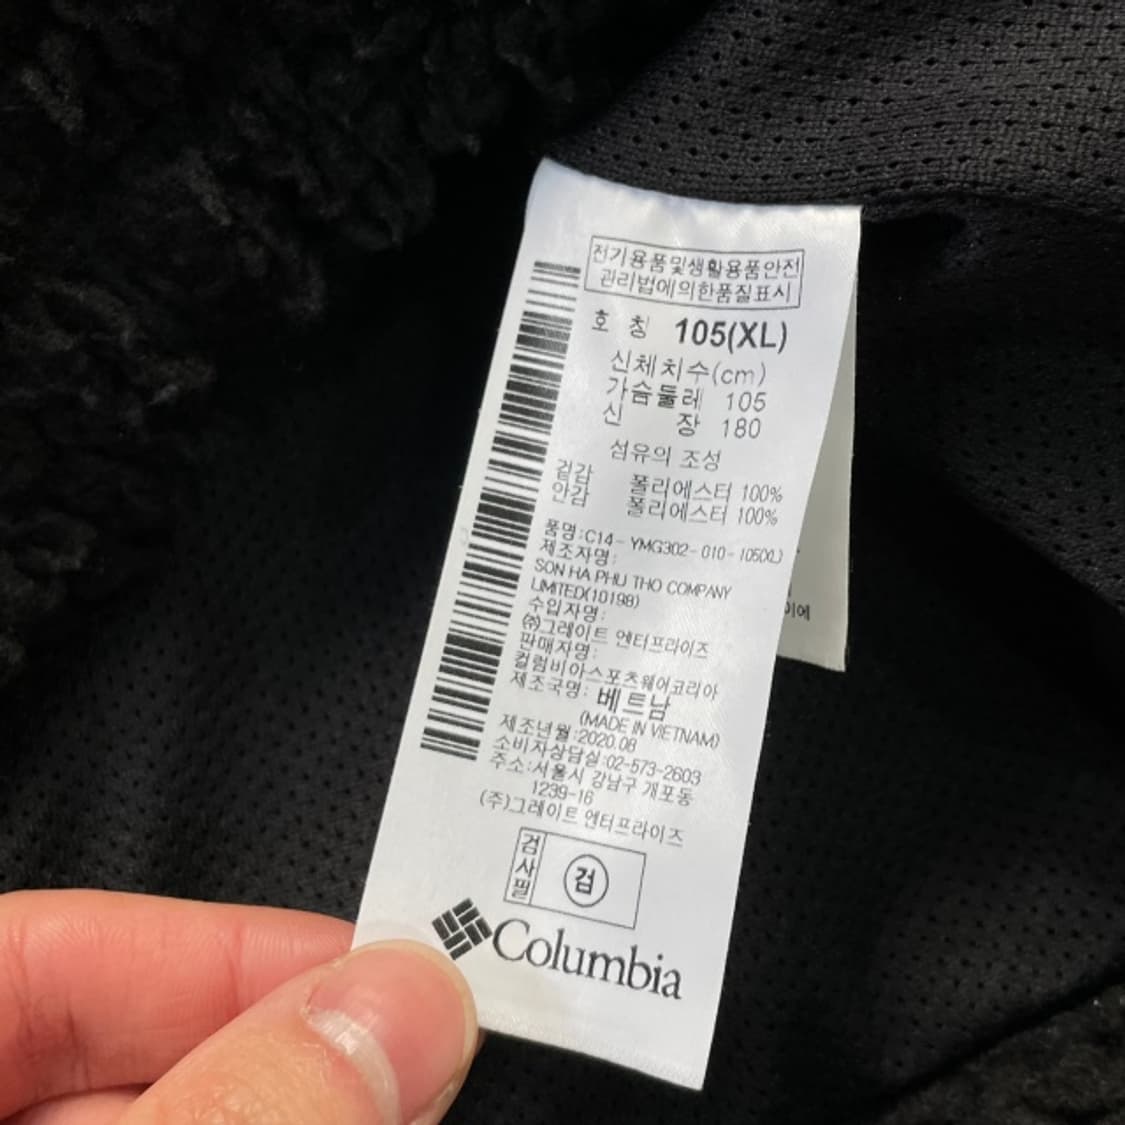 전기용품및생활용품안전
관리법에의한품질표시
호 칭 105(XL)
신체치수(cm)
가슴둘레 105
신 장 180
섬유의 조성
겉감 폴리에스터 100%
안감 폴리에스터 100%
품명:C14-YMG302-010-105(XL)
제조자명:
SON HA PHU THO COMPANY
LIMITED(10198)
수입자명:
㈜그레이트 엔터프라이즈
판매자명:
컬럼비아스포츠웨어코리아
제조국명: 베트남
(MADE IN VIETNAM)
제조년월:2020.08
소비자상담실:02-573-2603
주소:서울시 강남구 개포동
1239-16
(주)그레이트 엔터프라이즈
검사필
검
Columbia